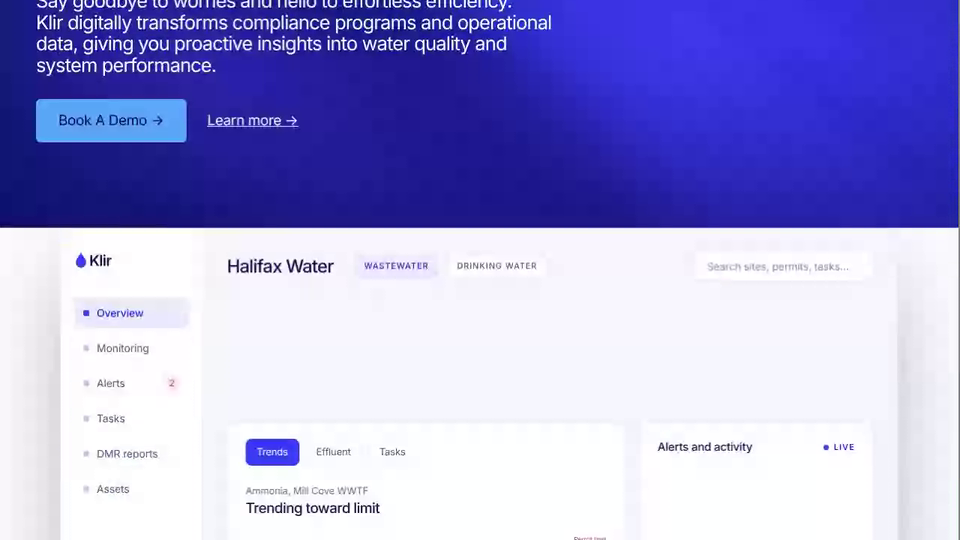 Say goodbye to worries and hello to effortless efficiency.
Klir digitally transforms compliance programs and operational
data, giving you proactive insights into water quality and
system performance.
Book A Demo →
Learn more →
Klir
Halifax Water
WASTEWATER
DRINKING WATER
Search sites, permits, tasks...
Overview
Monitoring
Alerts
2
Tasks
DMR reports
Assets
Trends
Effluent
Tasks
Ammonia, Mill Cove WWTF
Trending toward limit
Alerts and activity
LIVE